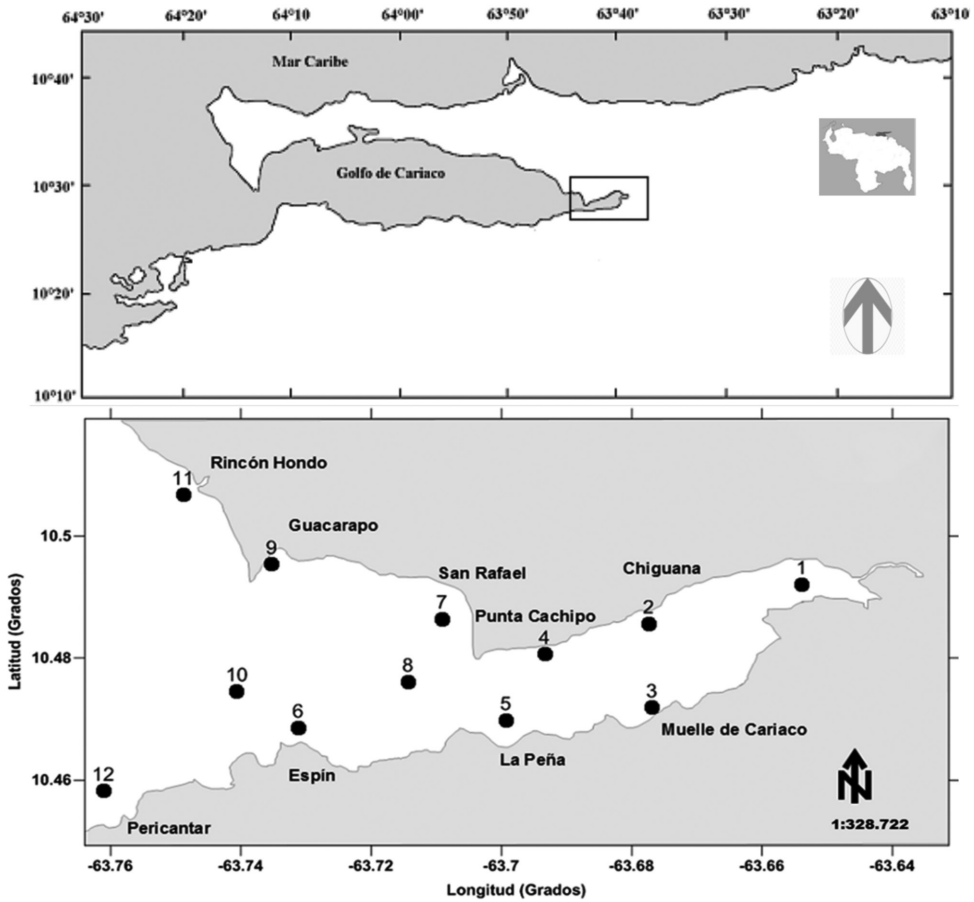 64°30' 64°20' 64°10' 64°00' 63°50' 63°40' 63°20' 63°20' 63°10'
Mar Caribe
10°40'
Golfo de Cariaco
10°30'
10°20'
10°10'
Rincón Hondo
11
Guacarapo
10.5
9
San Rafael
Chiguana
1
7
Punta Cachipo
2
4
10.48
8
10
3
5
6
Muelle de Cariaco
La Peña
Espín
12
10.46
Pericantar
N
1:328.722
Latitud (Grados)
-63.76 -63.74 -63.72 -63.7 -63.68 -63.66 -63.64
Longitud (Grados)